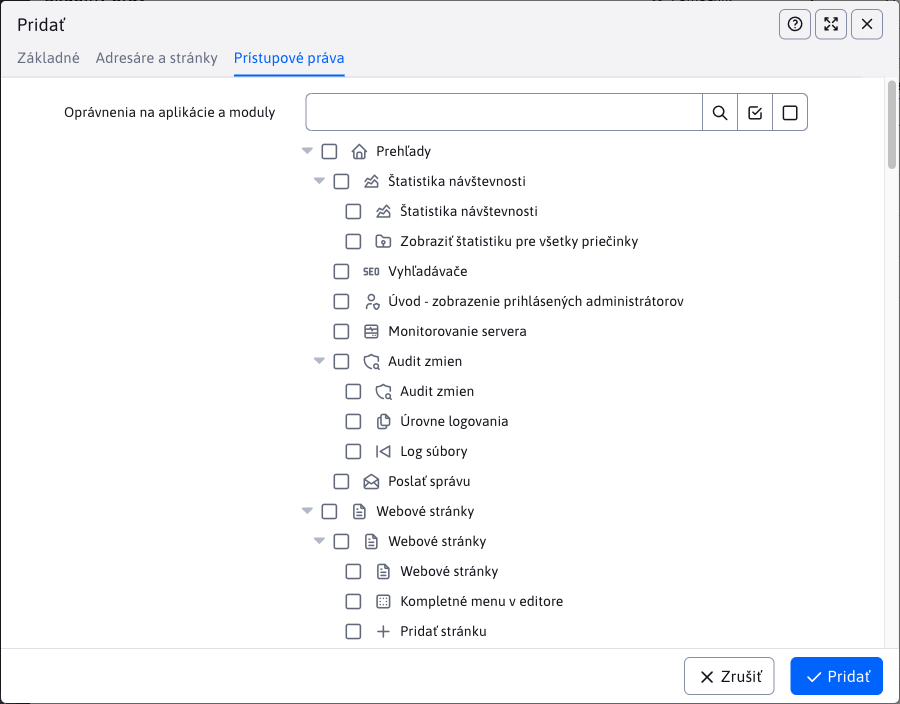 Pridať
Základné Adresáre a stránky Prístupové práva
Oprávnenia na aplikácie a moduly
Prehľady
Štatistika návštevnosti
Štatistika návštevnosti
Zobraziť štatistiku pre všetky priečinky
SEO Vyhľadávače
Úvod - zobrazenie prihlásených administrátorov
Monitorovanie servera
Audit zmien
Audit zmien
Úrovne logovania
Log súbory
Poslať správu
Webové stránky
Webové stránky
Webové stránky
Kompletné menu v editore
Pridať stránku
Zrušiť Pridať